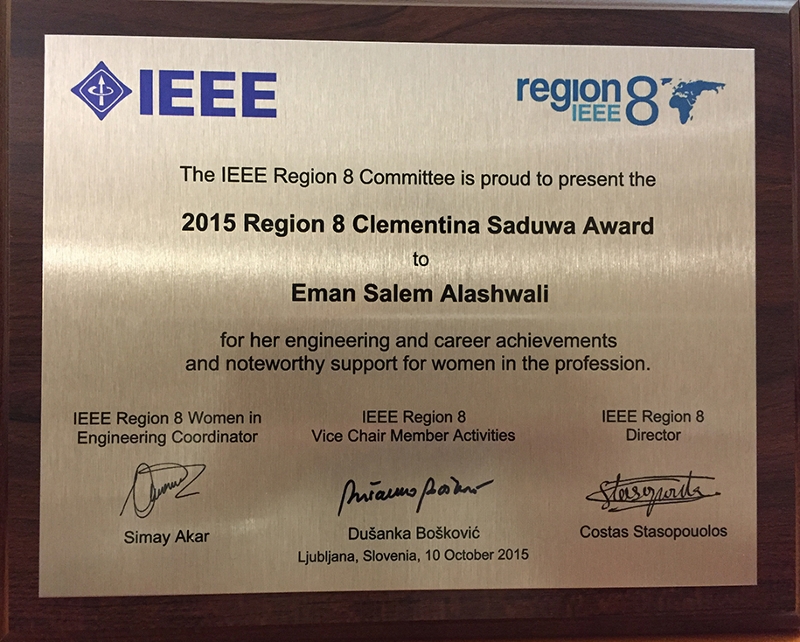 IEEE
region 8
IEEE
The IEEE Region 8 Committee is proud to present the
2015 Region 8 Clementina Saduwa Award
to
Eman Salem Alashwali
for her engineering and career achievements
and noteworthy support for women in the profession.
IEEE Region 8 Women in
Engineering Coordinator
Simay Akar
IEEE Region 8
Vice Chair Member Activities
Dušanka Bošković
IEEE Region 8
Director
Costas Stasopouolos
Ljubljana, Slovenia, 10 October 2015